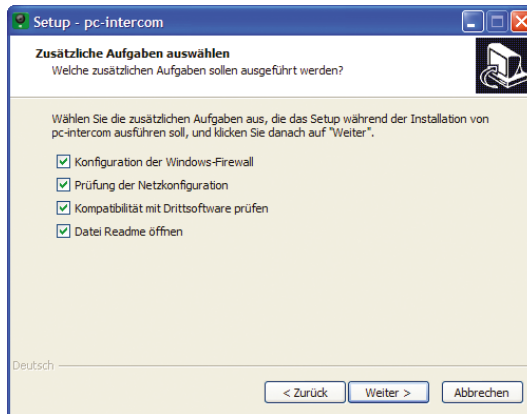 Setup - pc-intercom
Zusätzliche Aufgaben auswählen
Welche zusätzlichen Aufgaben sollen ausgeführt werden?
Wählen Sie die zusätzlichen Aufgaben aus, die das Setup während der Installation von
pc-intercom ausführen soll, und klicken Sie danach auf "Weiter".
Konfiguration der Windows-Firewall
Prüfung der Netzkonfiguration
Kompatibilität mit Drittsoftware prüfen
Datei Readme öffnen
Deutsch
< Zurück
Weiter >
Abbrechen